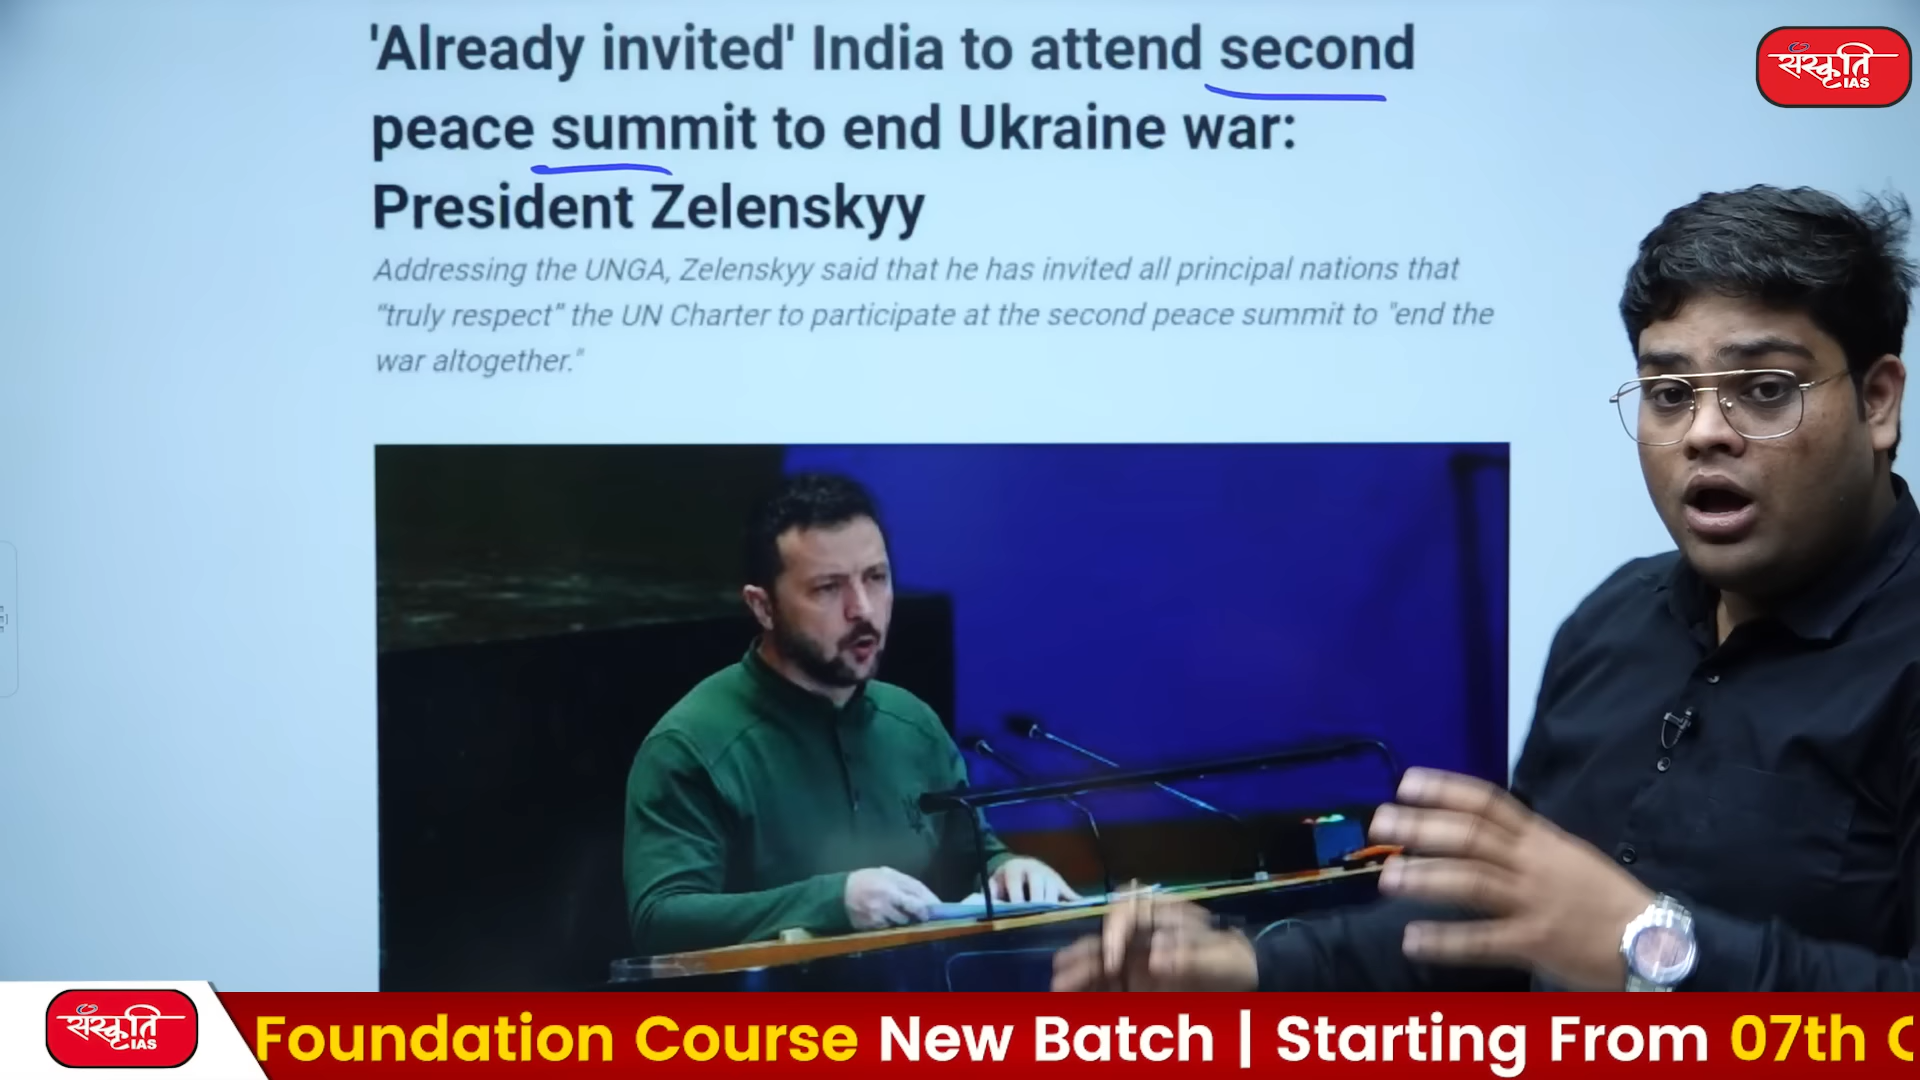 'Already invited' India to attend second
peace summit to end Ukraine war:
President Zelenskyy
Addressing the UNGA, Zelenskyy said that he has invited all principal nations that
"truly respect" the UN Charter to participate at the second peace summit to "end the
war altogether."
संस्कृति
IAS
संस्कृति
IAS
Foundation Course New Batch | Starting From 07th